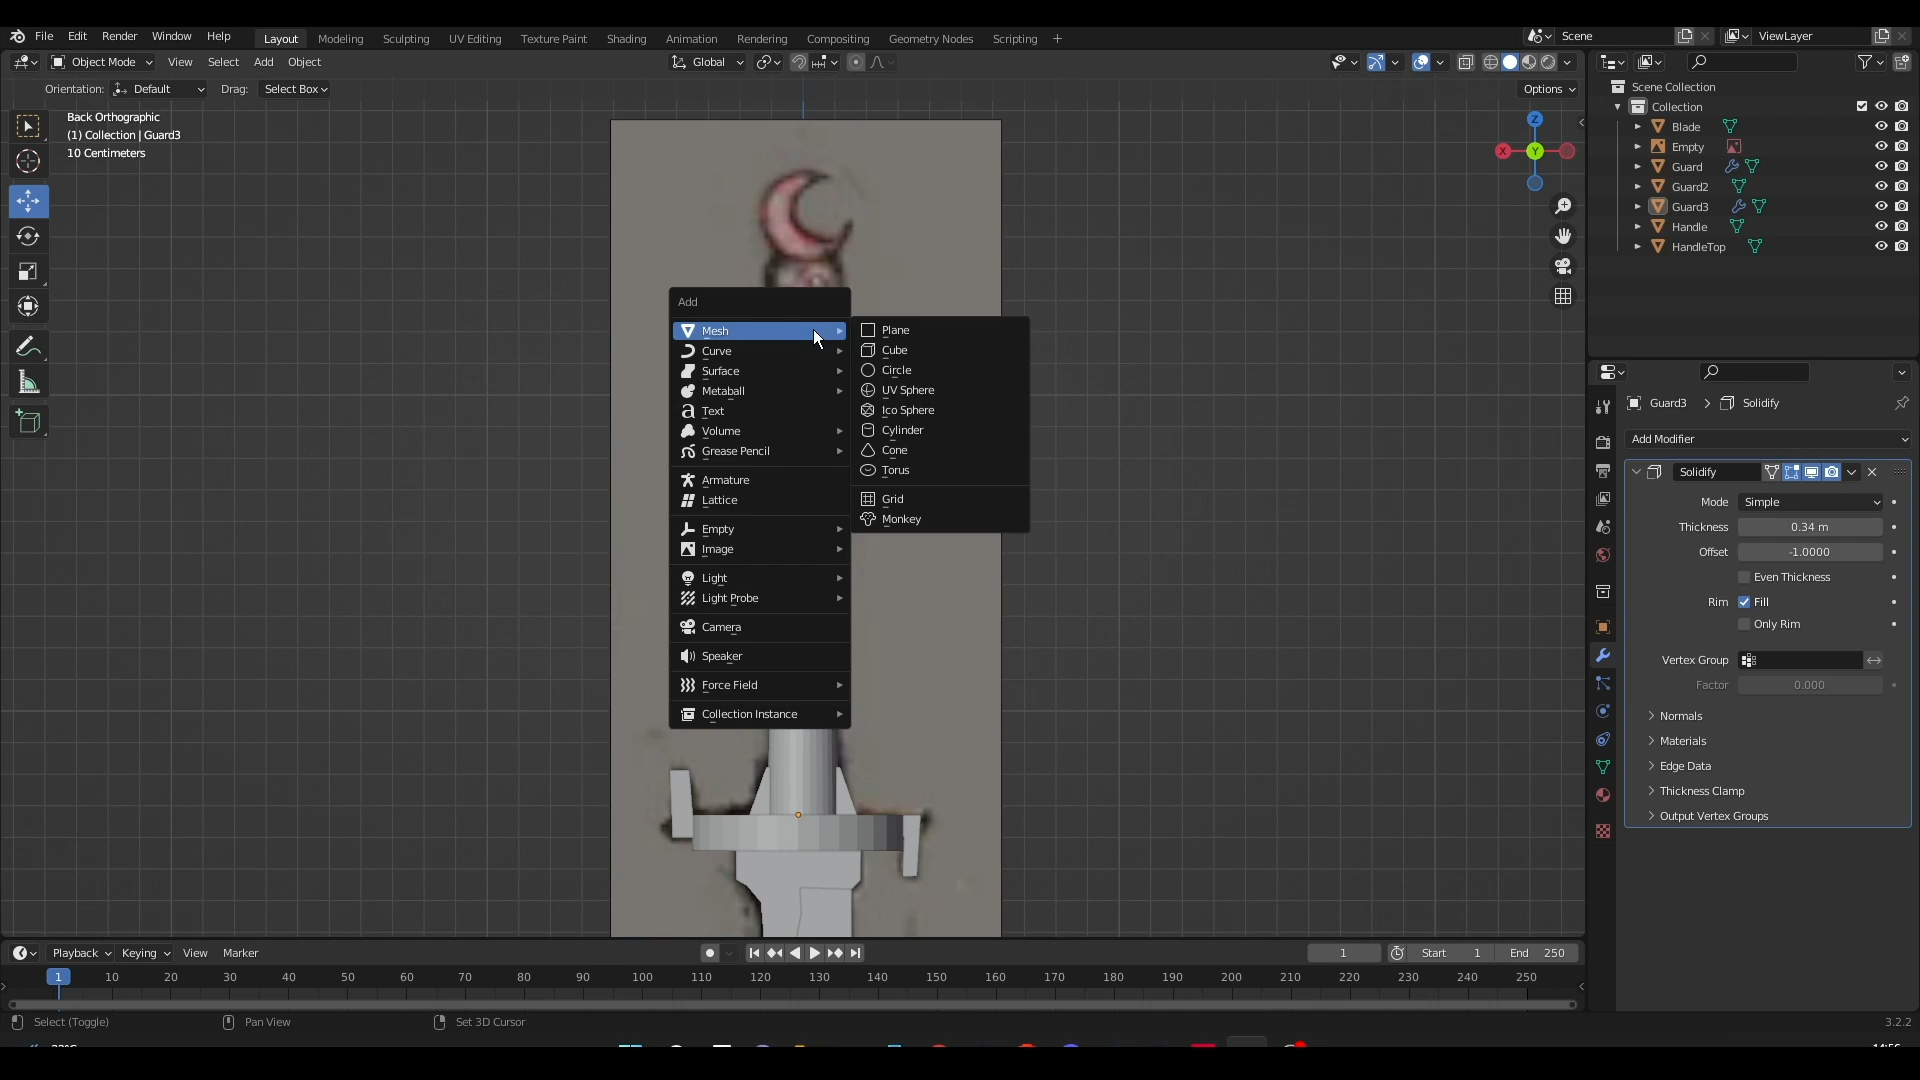 File Edit Render Window Help Layout Modeling Sculpting UV Editing Texture Paint Shading Animation Rendering Compositing Geometry Nodes Scripting + Scene ViewLayer
Object Mode View Select Add Object Global
Orientation: Default Drag: Select Box Options
Back Orthographic
(1) Collection | Guard3
10 Centimeters
Z
X
Y
Add
Mesh
Curve
Surface
Metaball
Text
Volume
Grease Pencil
Armature
Lattice
Empty
Image
Light
Light Probe
Camera
Speaker
Force Field
Collection Instance
Plane
Cube
Circle
UV Sphere
Ico Sphere
Cylinder
Cone
Torus
Grid
Monkey
Scene Collection
Collection
Blade
Empty
Guard
Guard2
Guard3
Handle
HandleTop
Guard3 > Solidify
Add Modifier
Solidify
Mode Simple
Thickness 0.34 m
Offset -1.0000
Even Thickness
Rim Fill
Only Rim
Vertex Group
Factor 0.000
Normals
Materials
Edge Data
Thickness Clamp
Output Vertex Groups
Playback Keying View Marker 1 Start 1 End 250
1 10 20 30 40 50 60 70 80 90 100 110 120 130 140 150 160 170 180 190 200 210 220 230 240 250
Select (Toggle) Pan View Set 3D Cursor 3.2.2